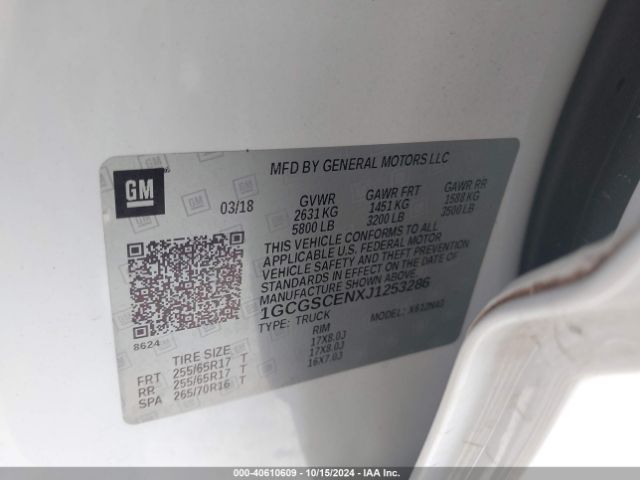 MFD BY GENERAL MOTORS LLC
GM
03/18
GVWR GAWR FRT GAWR RR
2631 KG 1451 KG 1588 KG
5800 LB 3200 LB 3500 LB
THIS VEHICLE CONFORMS TO ALL
APPLICABLE U.S. FEDERAL MOTOR
VEHICLE SAFETY AND THEFT PREVENTION
STANDARDS IN EFFECT ON THE DATE OF
MANUFACTURE SHOWN ABOVE.
1GCGSCENXJ1253286
TYPE: TRUCK MODEL:
8624
TIRE SIZE RIM
FRT 255/65R17 T 17X8.0J
RR 255/65R17 T 17X8.0J
SPA 265/70R16 T 16X7.0J
000-40610609 - 10/15/2024 - IAA Inc.